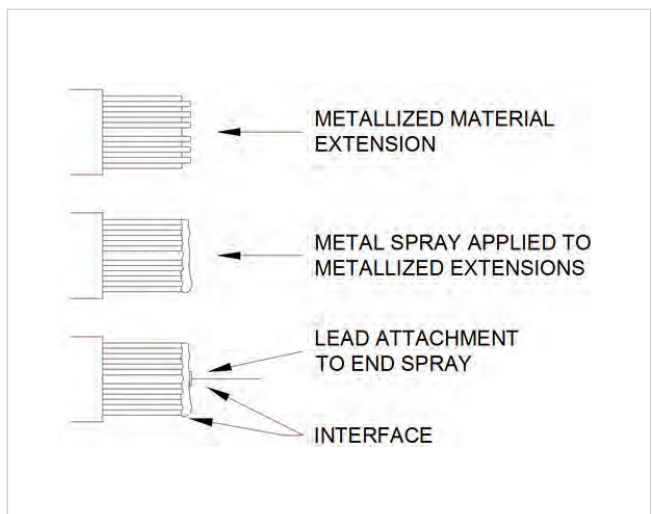 METALLIZED MATERIAL
EXTENSION
METAL SPRAY APPLIED TO
METALLIZED EXTENSIONS
LEAD ATTACHMENT
TO END SPRAY
INTERFACE